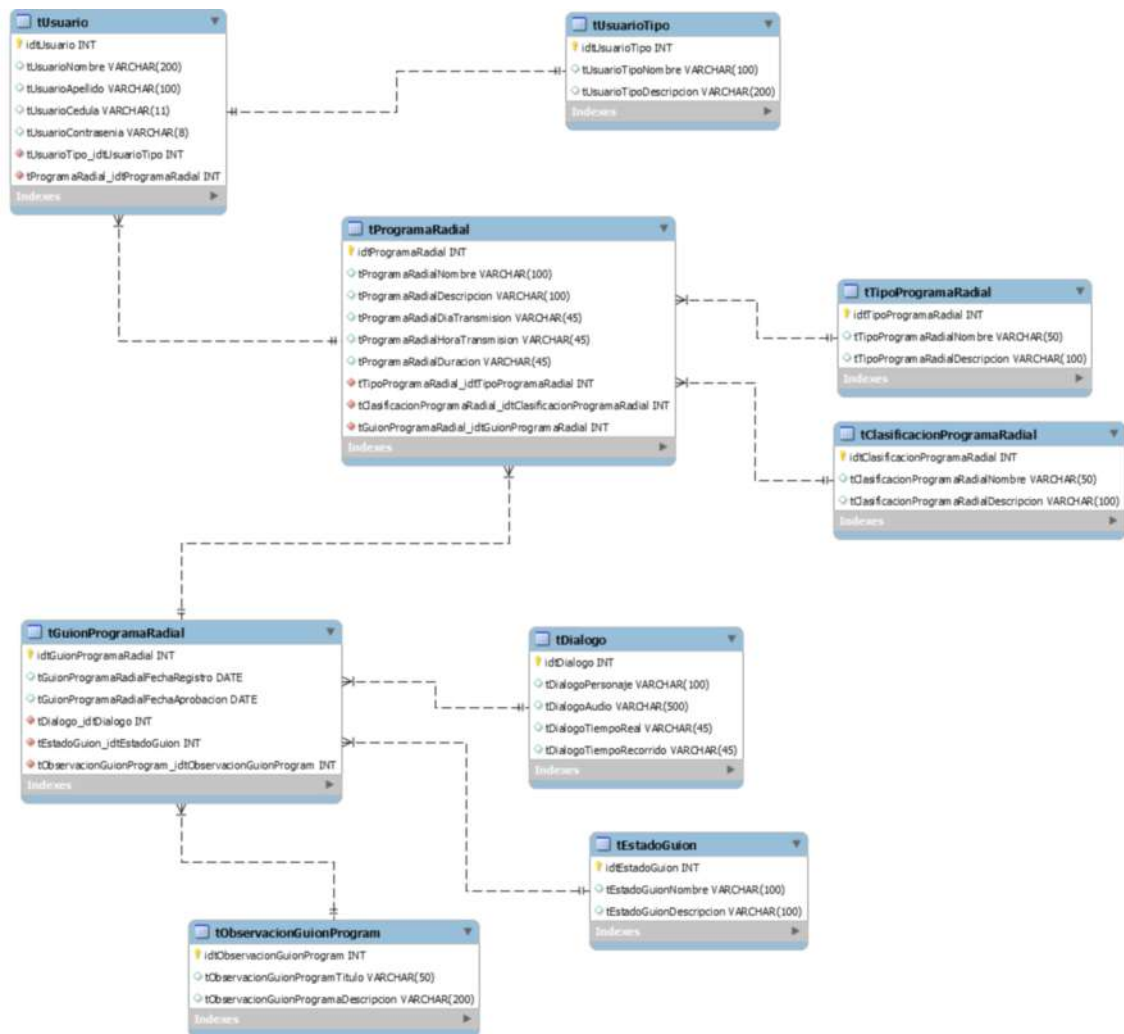 tUsuario
idtUsuario INT
tUsuarioNombre VARCHAR(200)
tUsuarioApellido VARCHAR(100)
tUsuarioCedula VARCHAR(11)
tUsuarioContrasenia VARCHAR(8)
tUsuarioTipo_idtUsuarioTipo INT
tProgramaRadial_idtProgramaRadial INT
Indexes
tUsuarioTipo
idtUsuarioTipo INT
tUsuarioTipoNombre VARCHAR(100)
tUsuarioTipoDescripcion VARCHAR(200)
Indexes
tProgramaRadial
idtProgramaRadial INT
tProgramaRadialNombre VARCHAR(100)
tProgramaRadialDescripcion VARCHAR(100)
tProgramaRadialDiaTransmision VARCHAR(45)
tProgramaRadialHoraTransmision VARCHAR(45)
tProgramaRadialDuracion VARCHAR(45)
tTipoProgramaRadial_idtTipoProgramaRadial INT
tClasificacionProgramaRadial_idtClasificacionProgramaRadial INT
tGuionProgramaRadial_idtGuionProgramaRadial INT
Indexes
tTipoProgramaRadial
idtTipoProgramaRadial INT
tTipoProgramaRadialNombre VARCHAR(50)
tTipoProgramaRadialDescripcion VARCHAR(100)
Indexes
tClasificacionProgramaRadial
idtClasificacionProgramaRadial INT
tClasificacionProgramaRadialNombre VARCHAR(50)
tClasificacionProgramaRadialDescripcion VARCHAR(100)
Indexes
tGuionProgramaRadial
idtGuionProgramaRadial INT
tGuionProgramaRadialFechaRegistro DATE
tGuionProgramaRadialFechaAprobacion DATE
tDialogo_idtDialogo INT
tEstadoGuion_idtEstadoGuion INT
tObservacionGuionProgram_idtObservacionGuionProgram INT
Indexes
tDialogo
idtDialogo INT
tDialogoPersonaje VARCHAR(100)
tDialogoAudio VARCHAR(500)
tDialogoTiempoReal VARCHAR(45)
tDialogoTiempoRecorrido VARCHAR(45)
Indexes
tEstadoGuion
idtEstadoGuion INT
tEstadoGuionNombre VARCHAR(100)
tEstadoGuionDescripcion VARCHAR(100)
Indexes
tObservacionGuionProgram
idtObservacionGuionProgram INT
tObservacionGuionProgramTitulo VARCHAR(50)
tObservacionGuionProgramaDescripcion VARCHAR(200)
Indexes